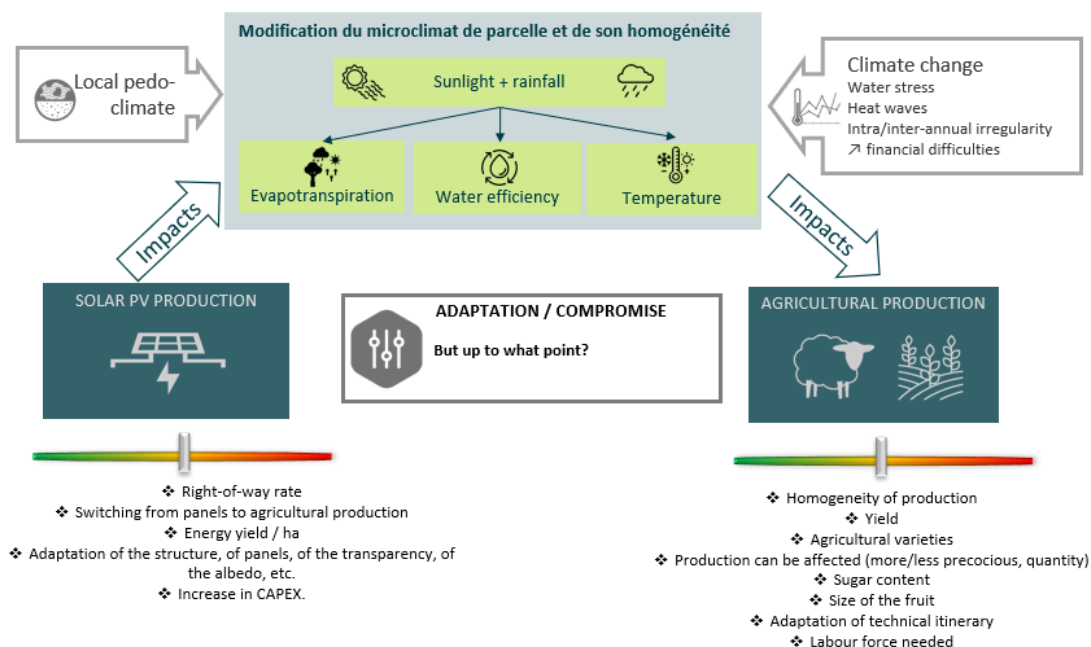 Modification du microclimat de parcelle et de son homogénéité
Local pedo-
climate
Sunlight + rainfall
Climate change
Water stress
Heat waves
Intra/inter-annual irregularity
↗ financial difficulties
Evapotranspiration
Water efficiency
Temperature
Impacts
Impacts
SOLAR PV PRODUCTION
ADAPTATION / COMPROMISE
But up to what point?
AGRICULTURAL PRODUCTION
❖ Right-of-way rate
❖ Switching from panels to agricultural production
❖ Energy yield / ha
❖ Adaptation of the structure, of panels, of the transparency, of
the albedo, etc.
❖ Increase in CAPEX.
❖ Homogeneity of production
❖ Yield
❖ Agricultural varieties
❖ Production can be affected (more/less precocious, quantity)
❖ Sugar content
❖ Size of the fruit
❖ Adaptation of technical itinerary
❖ Labour force needed